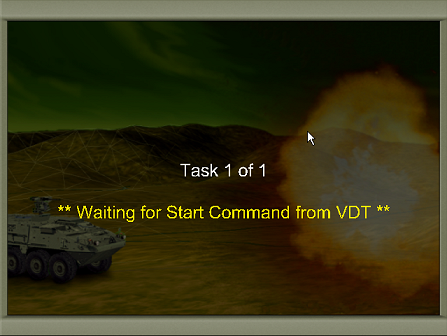 Task 1 of 1
** Waiting for Start Command from VDT **